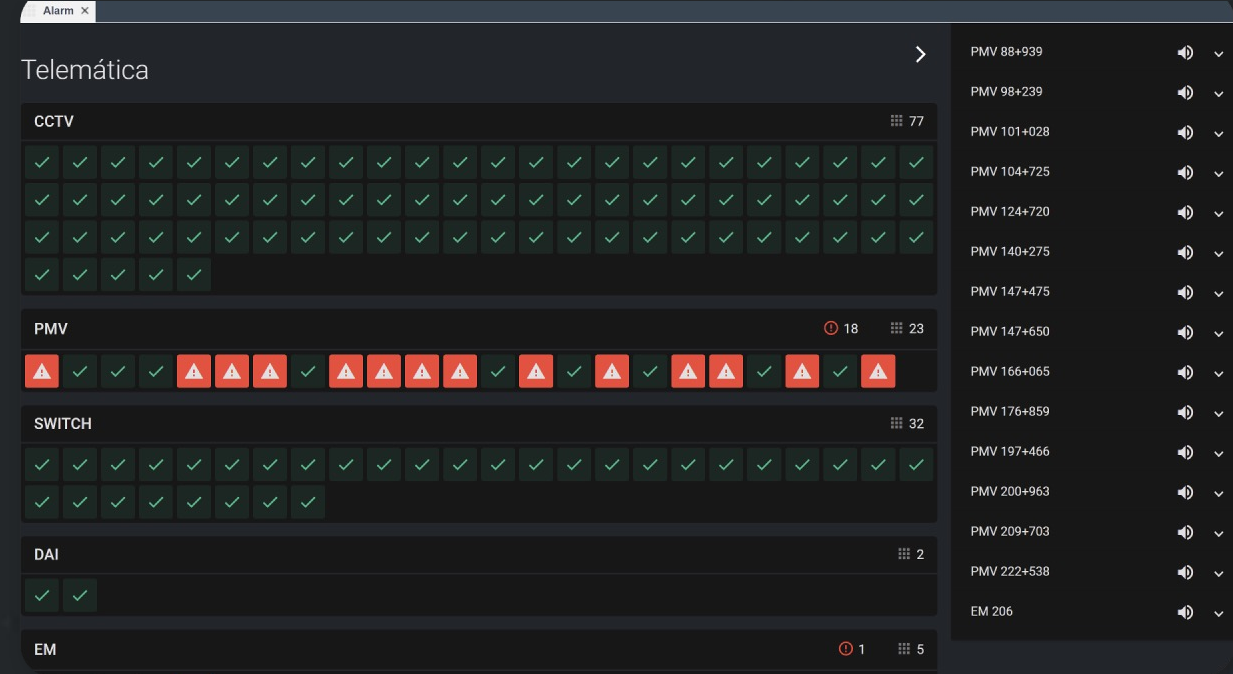 Alarm
Telemática
CCTV 77
PMV 18 23
SWITCH 32
DAI 2
EM 1 5
PMV 88+939
PMV 98+239
PMV 101+028
PMV 104+725
PMV 124+720
PMV 140+275
PMV 147+475
PMV 147+650
PMV 166+065
PMV 176+859
PMV 197+466
PMV 200+963
PMV 209+703
PMV 222+538
EM 206